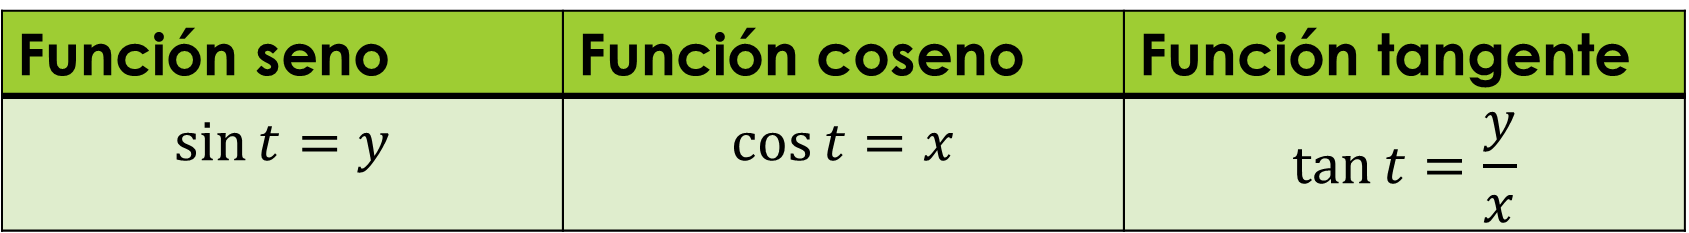 Función seno Función coseno Función tangente
sin t = y cos t = x tan t = y/x